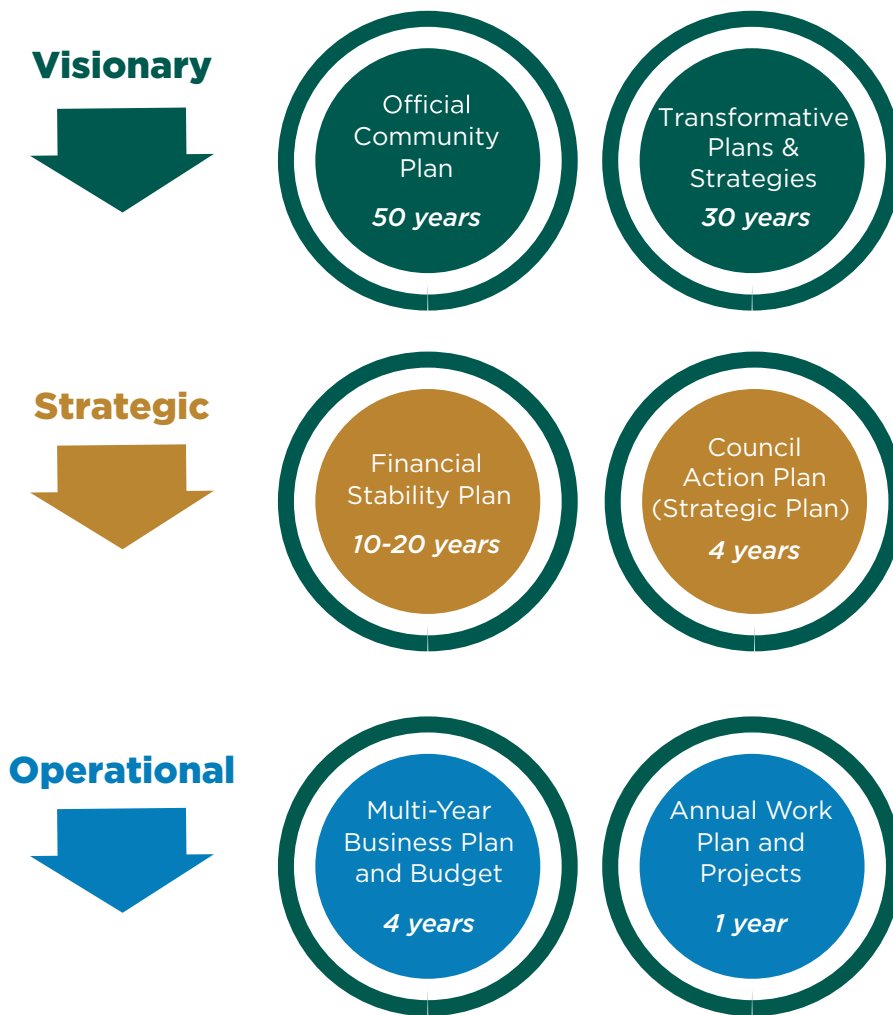 Visionary
Official
Community
Plan
50 years
Transformative
Plans &
Strategies
30 years
Strategic
Financial
Stability Plan
10-20 years
Council
Action Plan
(Strategic Plan)
4 years
Operational
Multi-Year
Business Plan
and Budget
4 years
Annual Work
Plan and
Projects
1 year